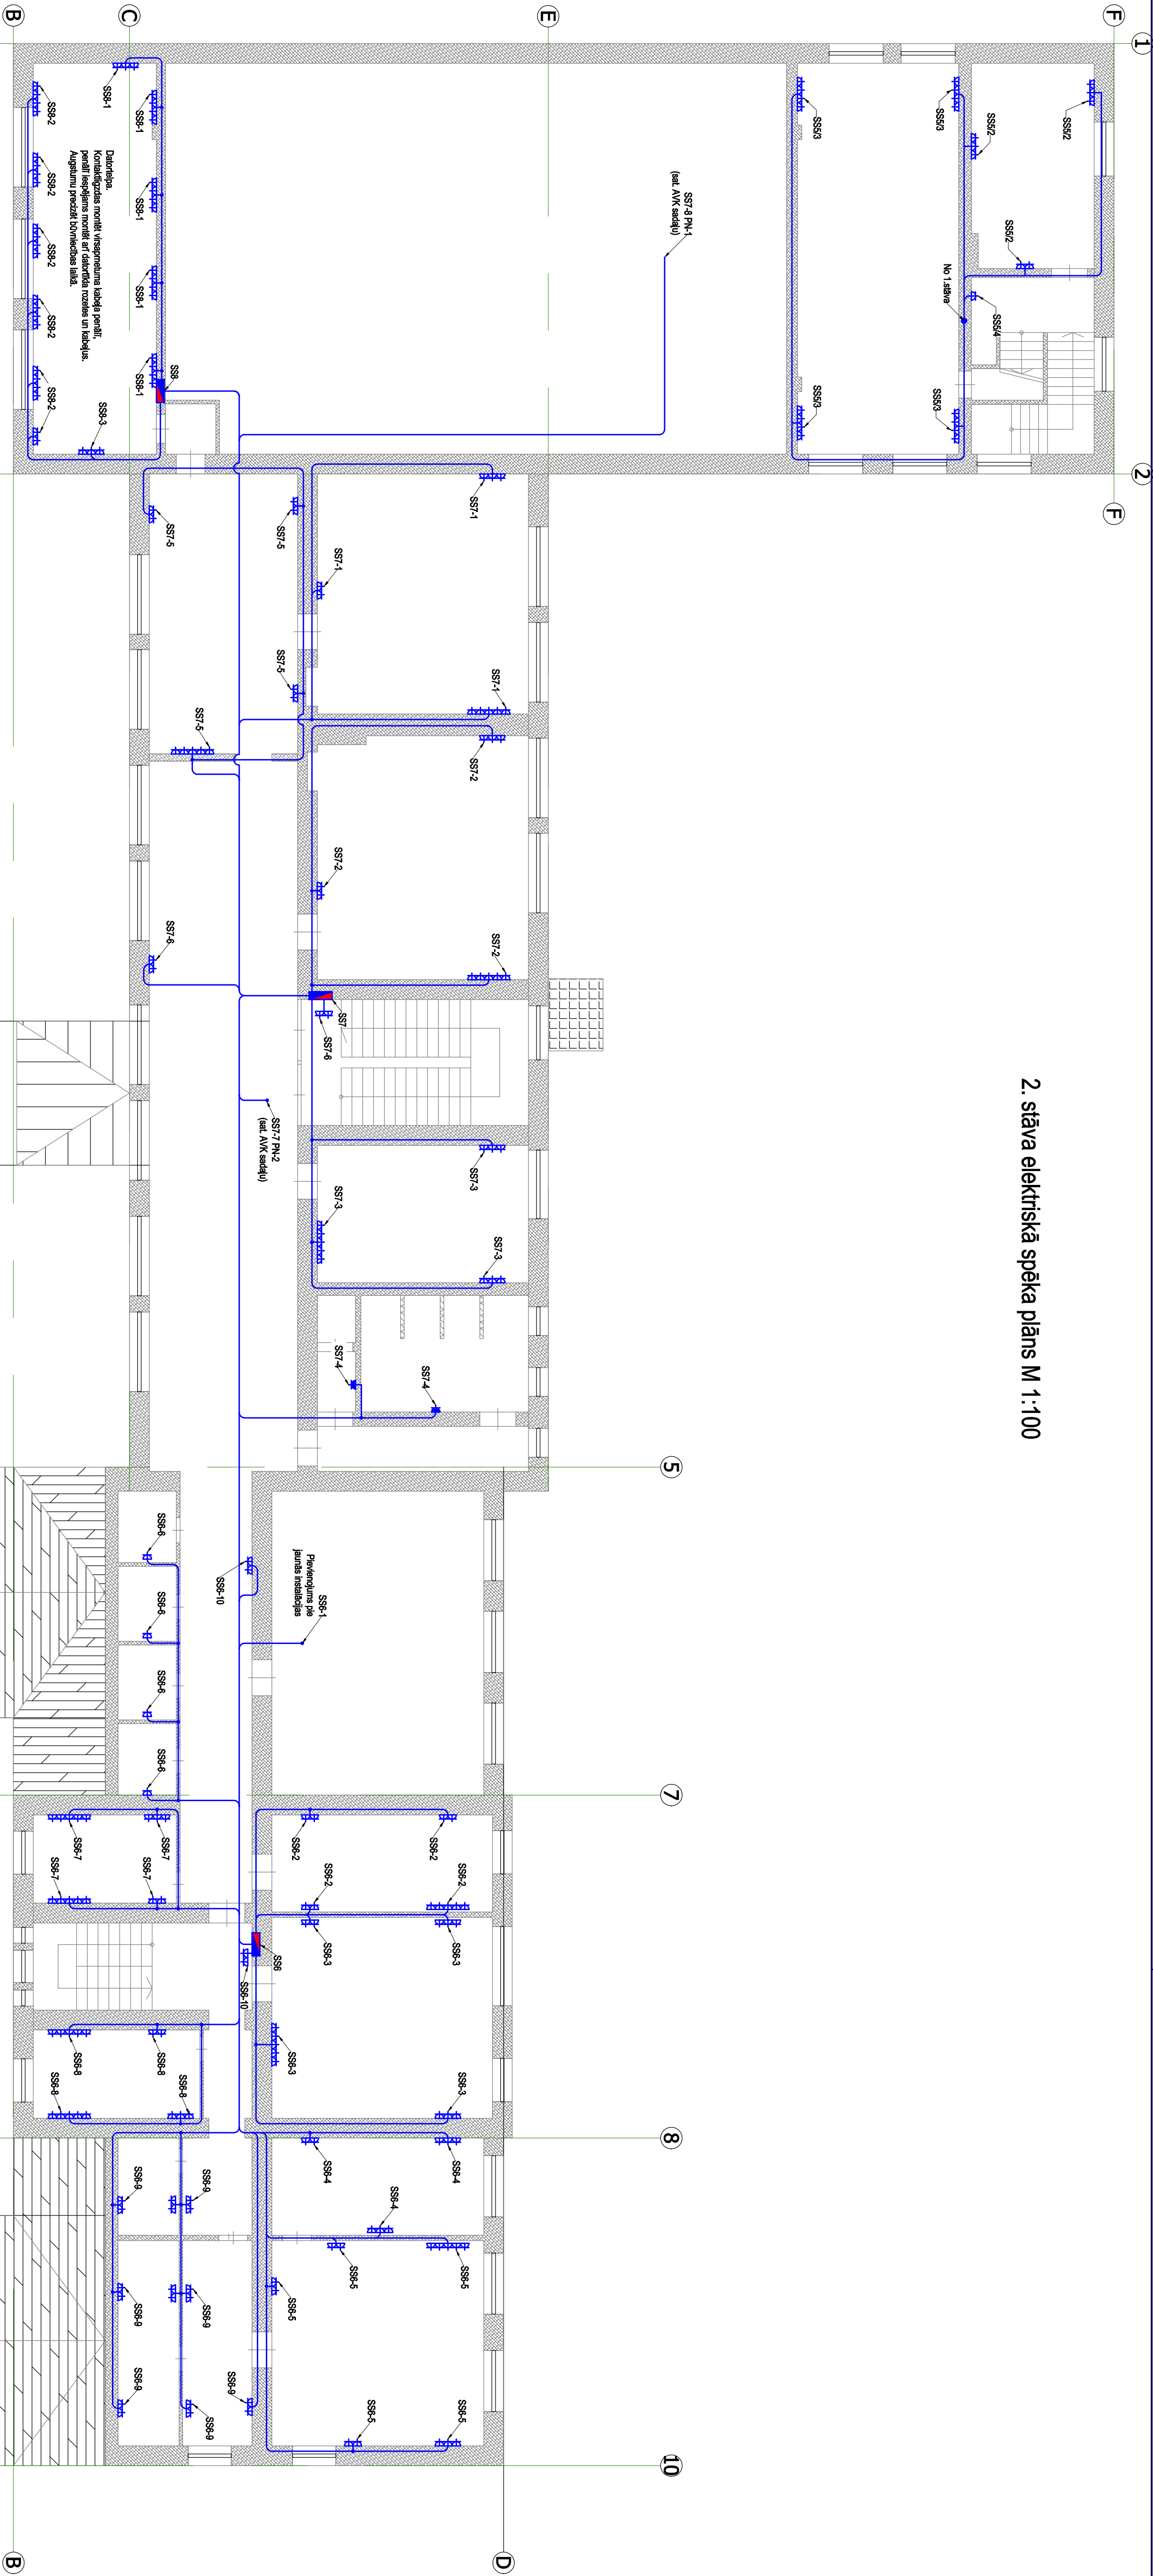 2. stāva elektriskā spēka plāns M 1:100
F
F
E
C
B
1
2
5
7
8
10
D
B
SS5/2
SS5/2
SS5/2
SS5/3
SS5/3
SS5/3
SS5/3
SS5/4
No 1.stāva
SS7-8 PN-1
(sat. AVK sadaļu)
SS8-1
SS8-1
SS8-1
SS8-1
SS8-1
SS8
SS8-2
SS8-2
SS8-2
SS8-2
SS8-2
SS8-3
Datortelpa.
Kontaktligzdas montēt virsapmetuma kabeļa penālī,
penālī iespējams montēt arī datortīkla rozetes un kabeļus.
Augstumu precizēt būvniecības laikā.
SS7-1
SS7-1
SS7-1
SS7-5
SS7-5
SS7-5
SS7-5
SS7-2
SS7-2
SS7-2
SS7-6
SS7
SS7-6
SS7-7 PN-2
(sat. AVK sadaļu)
SS7-3
SS7-3
SS7-3
SS7-4
SS7-4
SS6-10
SS6-1
Pievienojums pie
jaunās instalācijas
SS6-6
SS6-6
SS6-6
SS6-6
SS6-2
SS6-2
SS6-2
SS6-2
SS6-7
SS6-7
SS6-7
SS6-7
SS6-3
SS6-3
SS6-3
SS6-3
SS6
SS6-10
SS6-8
SS6-8
SS6-8
SS6-8
SS6-4
SS6-4
SS6-4
SS6-5
SS6-5
SS6-5
SS6-5
SS6-5
SS6-9
SS6-9
SS6-9
SS6-9
SS6-9
SS6-9
SS6-9